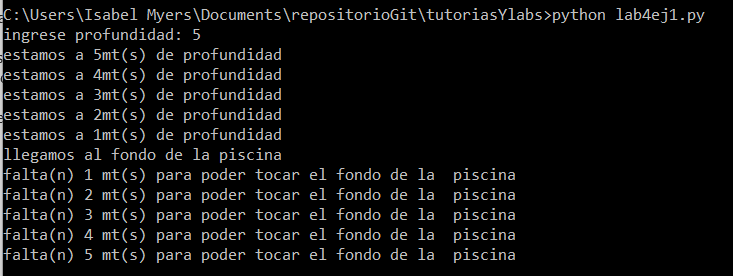 C:\Users\Isabel Myers\Documents\repositorioGit\tutoriasYlabs>python lab4ej1.py
ingrese profundidad: 5
estamos a 5mt(s) de profundidad
estamos a 4mt(s) de profundidad
estamos a 3mt(s) de profundidad
estamos a 2mt(s) de profundidad
estamos a 1mt(s) de profundidad
llegamos al fondo de la piscina
falta(n) 1 mt(s) para poder tocar el fondo de la  piscina
falta(n) 2 mt(s) para poder tocar el fondo de la  piscina
falta(n) 3 mt(s) para poder tocar el fondo de la  piscina
falta(n) 4 mt(s) para poder tocar el fondo de la  piscina
falta(n) 5 mt(s) para poder tocar el fondo de la  piscina